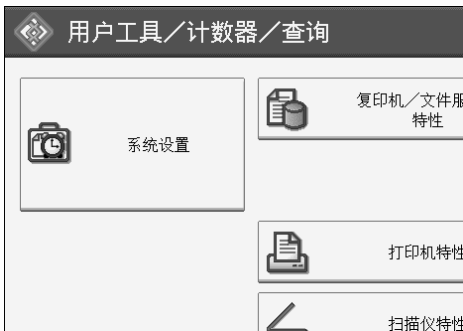 用户工具／计数器／查询
系统设置
复印机／文件
特性
打印机特性
扫描仪特性